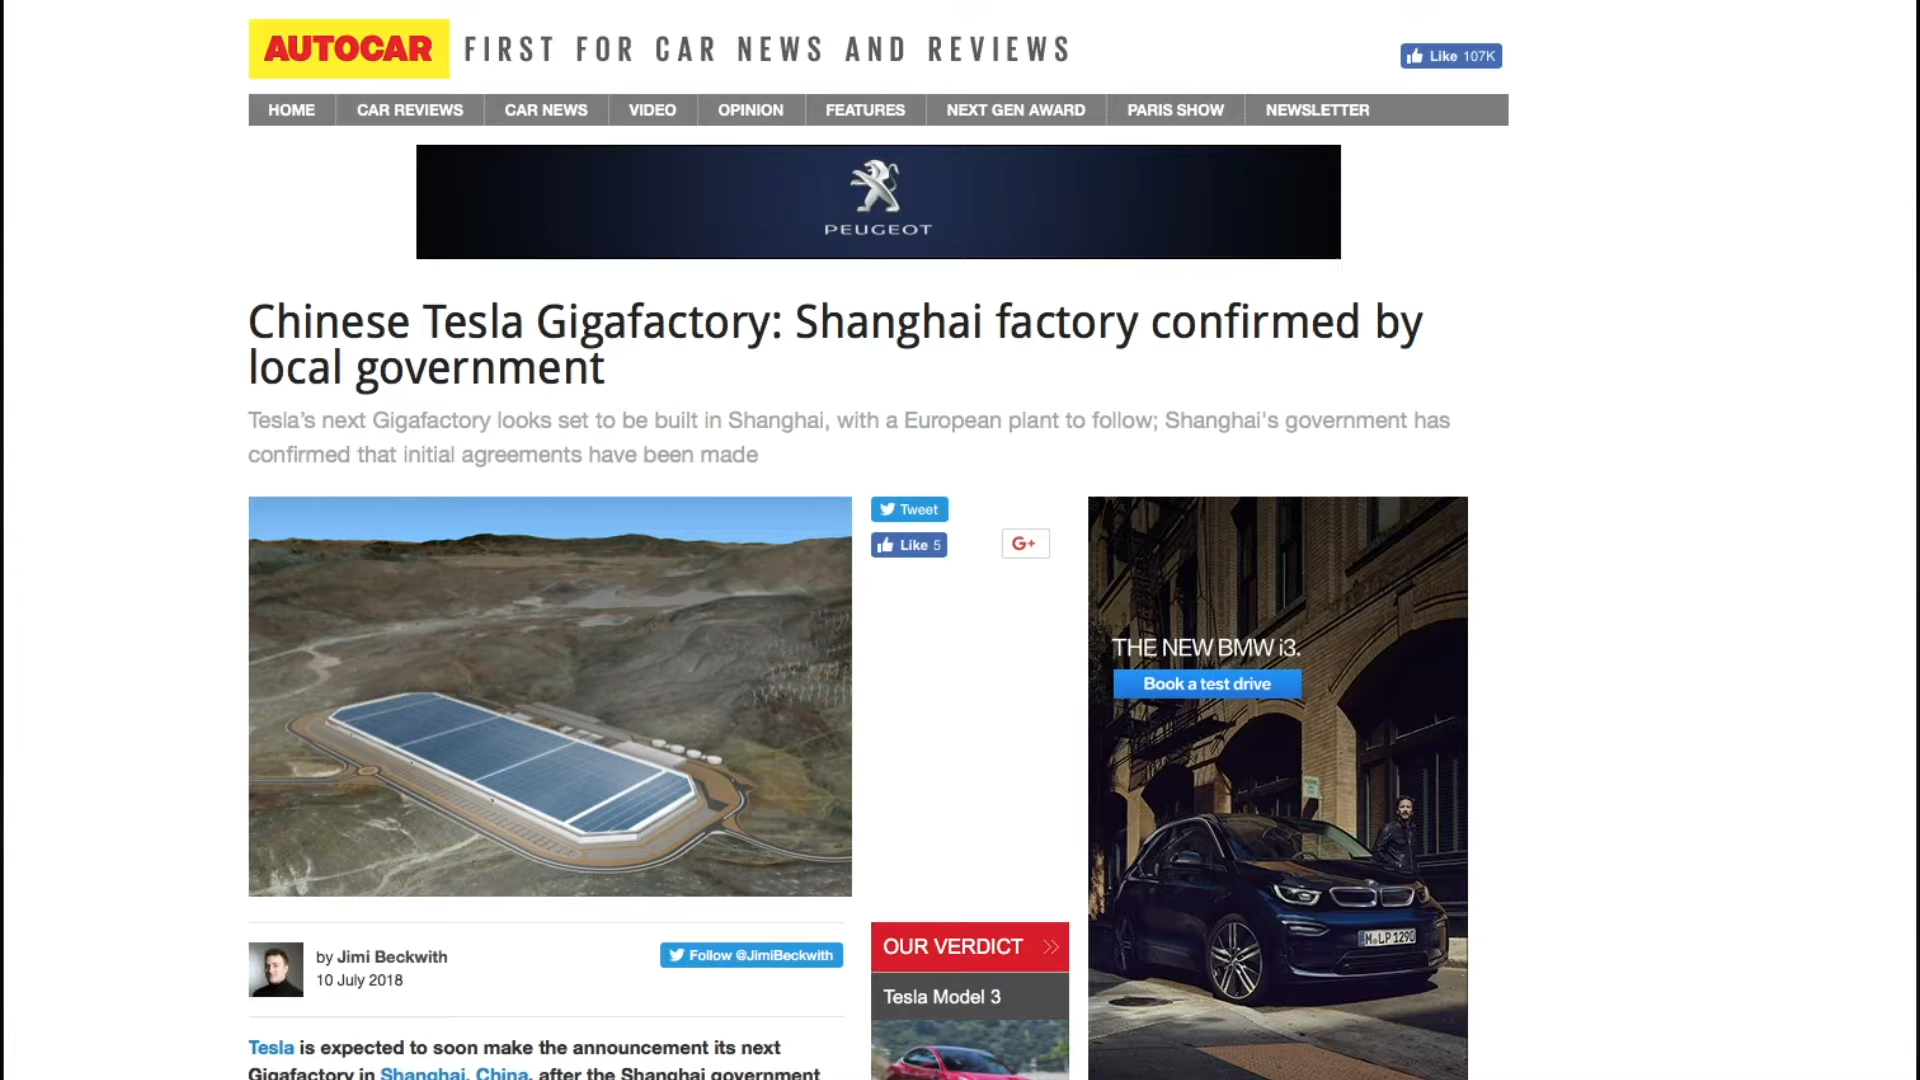 AUTOCAR FIRST FOR CAR NEWS AND REVIEWS
Like 107K
HOME CAR REVIEWS CAR NEWS VIDEO OPINION FEATURES NEXT GEN AWARD PARIS SHOW NEWSLETTER
PEUGEOT
Chinese Tesla Gigafactory: Shanghai factory confirmed by
local government
Tesla’s next Gigafactory looks set to be built in Shanghai, with a European plant to follow; Shanghai's government has
confirmed that initial agreements have been made
Tweet
Like 5
G+
THE NEW BMW i3.
Book a test drive
M LP 1290
by Jimi Beckwith
10 July 2018
Follow @JimiBeckwith
OUR VERDICT
Tesla Model 3
Tesla is expected to soon make the announcement its next
Gigafactory in Shanghai, China, after the Shanghai government